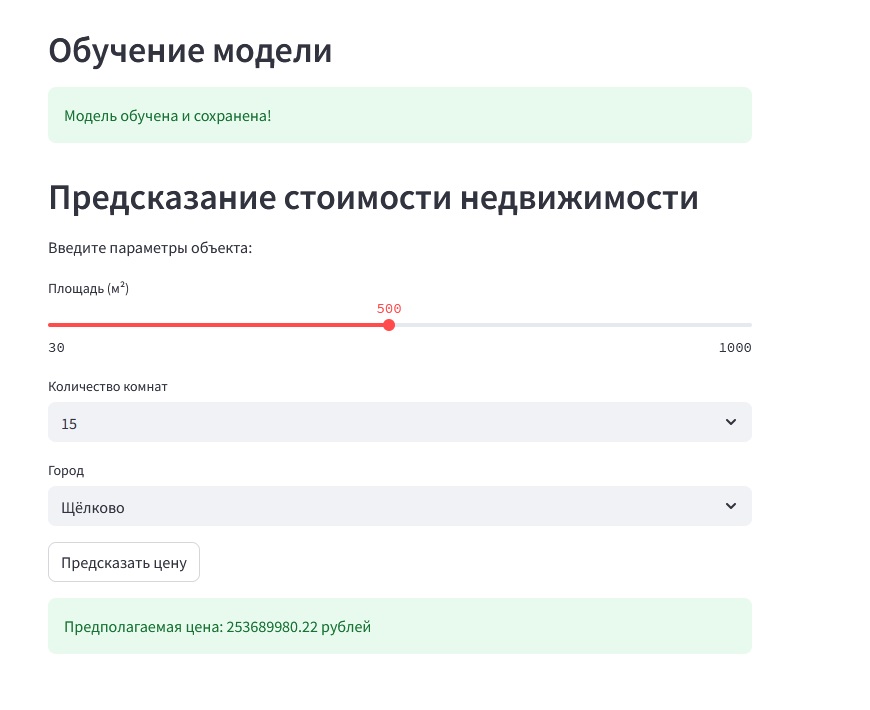 Обучение модели
Модель обучена и сохранена!
Предсказание стоимости недвижимости
Введите параметры объекта:
Площадь (м²)
500
30 1000
Количество комнат
15
Город
Щёлково
Предсказать цену
Предполагаемая цена: 253689980.22 рублей